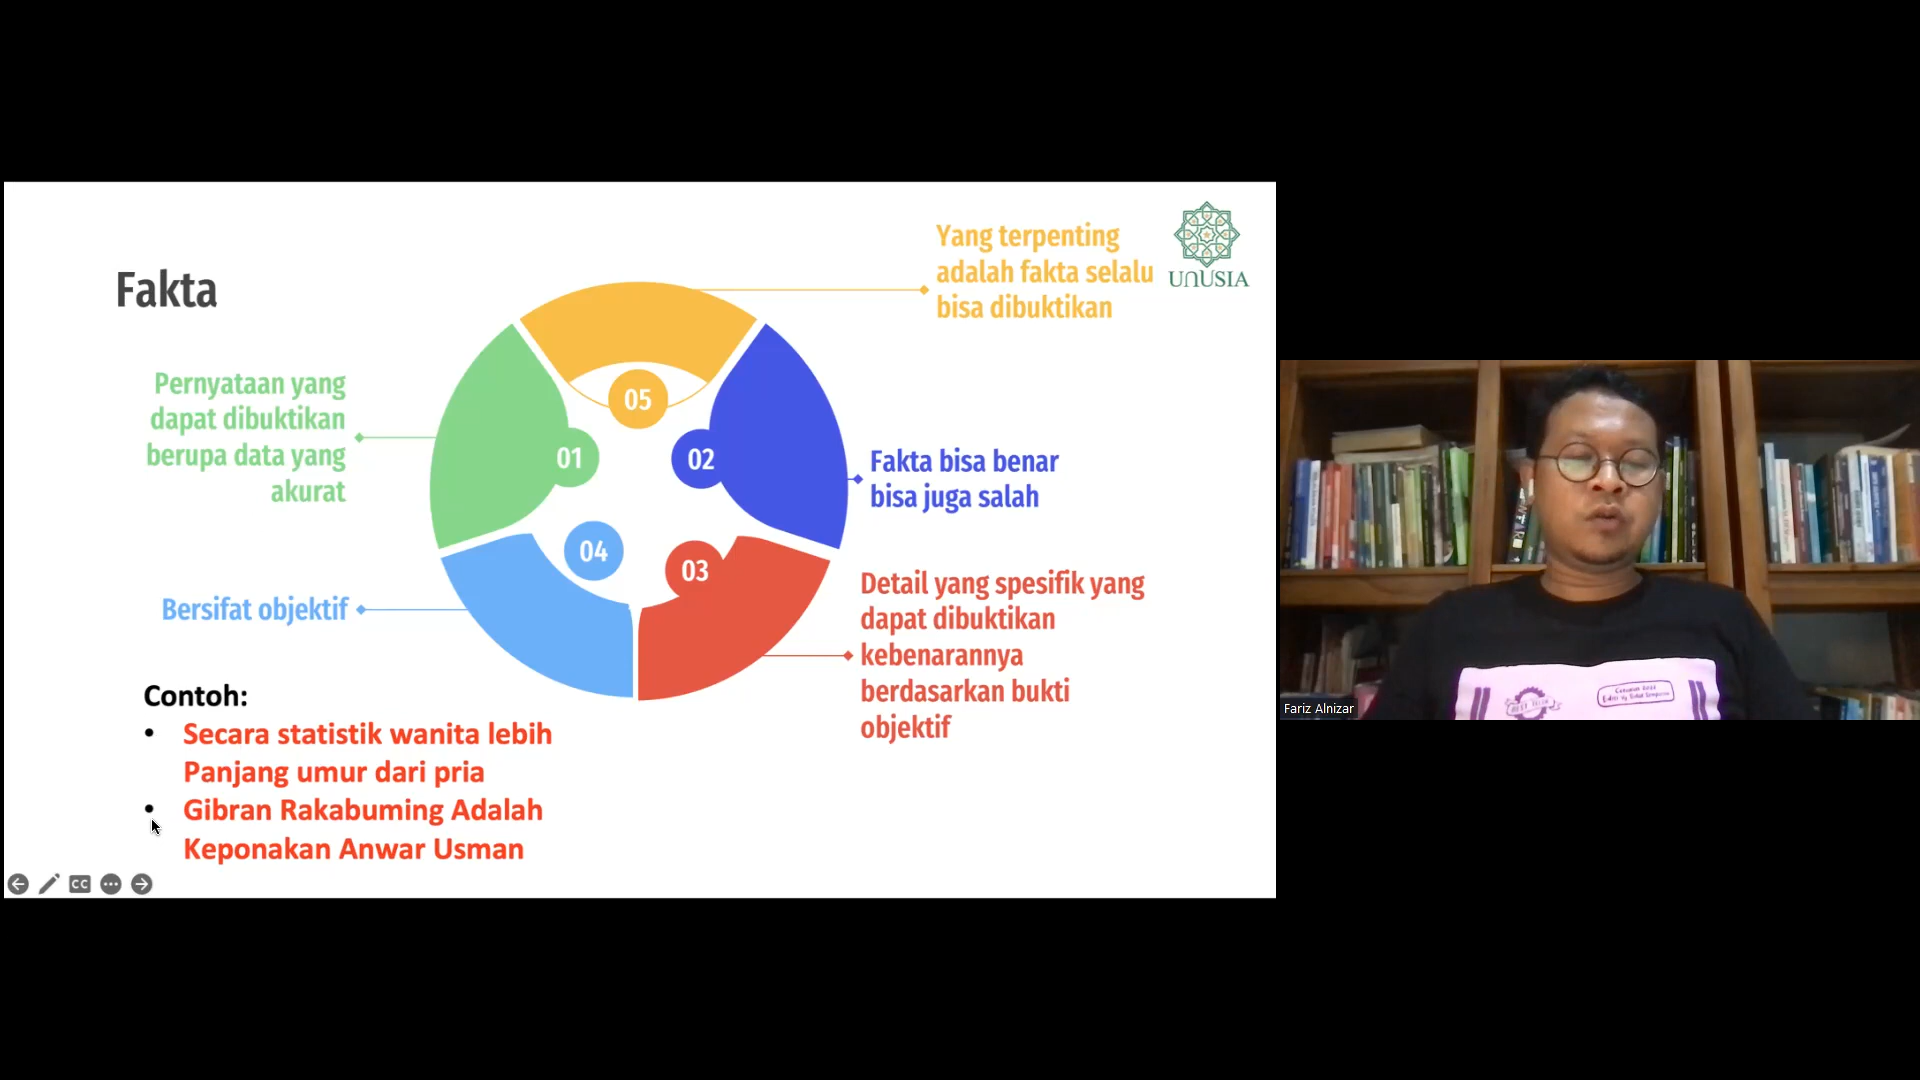 Fakta
Yang terpenting
adalah fakta selalu
bisa dibuktikan
UNUSIA
Pernyataan yang
dapat dibuktikan
berupa data yang
akurat
05
01
02
Fakta bisa benar
bisa juga salah
04
03
Bersifat objektif
Detail yang spesifik yang
dapat dibuktikan
kebenarannya
berdasarkan bukti
objektif
Contoh:
• Secara statistik wanita lebih
Panjang umur dari pria
• Gibran Rakabuming Adalah
Keponakan Anwar Usman
CC
Fariz Alnizar